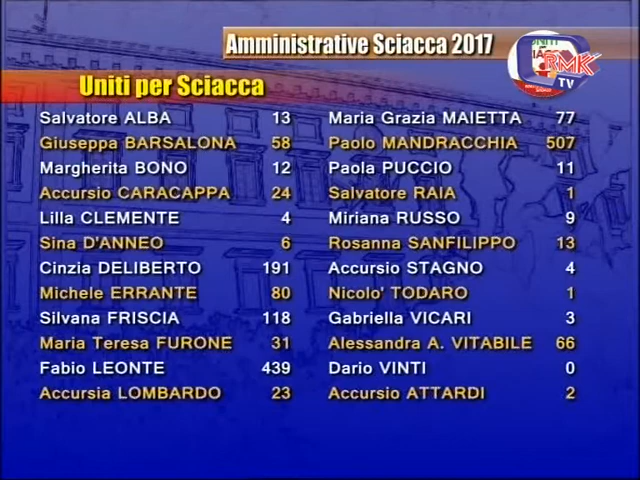 Amministrative Sciacca 2017
RMK
TV
Uniti per Sciacca
Salvatore ALBA 13
Giuseppa BARSALONA 58
Margherita BONO 12
Accursio CARACAPPA 24
Lilla CLEMENTE 4
Sina D'ANNEO 6
Cinzia DELIBERTO 191
Michele ERRANTE 80
Silvana FRISCIA 118
Maria Teresa FURONE 31
Fabio LEONTE 439
Accursia LOMBARDO 23
Maria Grazia MAIETTA 77
Paolo MANDRACCHIA 507
Paola PUCCIO 11
Salvatore RAIA 1
Miriana RUSSO 9
Rosanna SANFILIPPO 13
Accursio STAGNO 4
Nicolo' TODARO 1
Gabriella VICARI 3
Alessandra A. VITABILE 66
Dario VINTI 0
Accursio ATTARDI 2